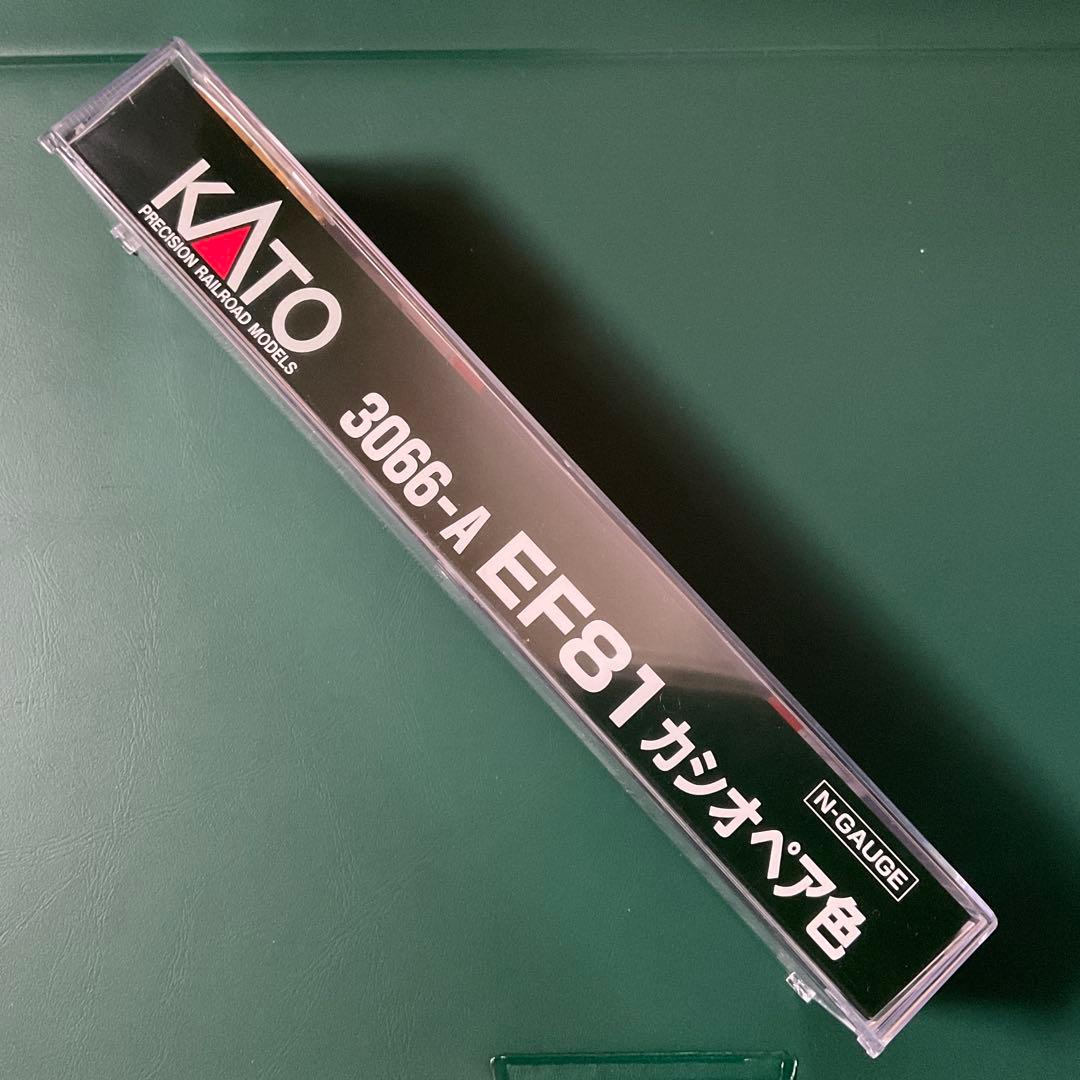 KATO
PRECISION RAILROAD MODELS
3066-A EF81 カシオペア色
N-GAUGE